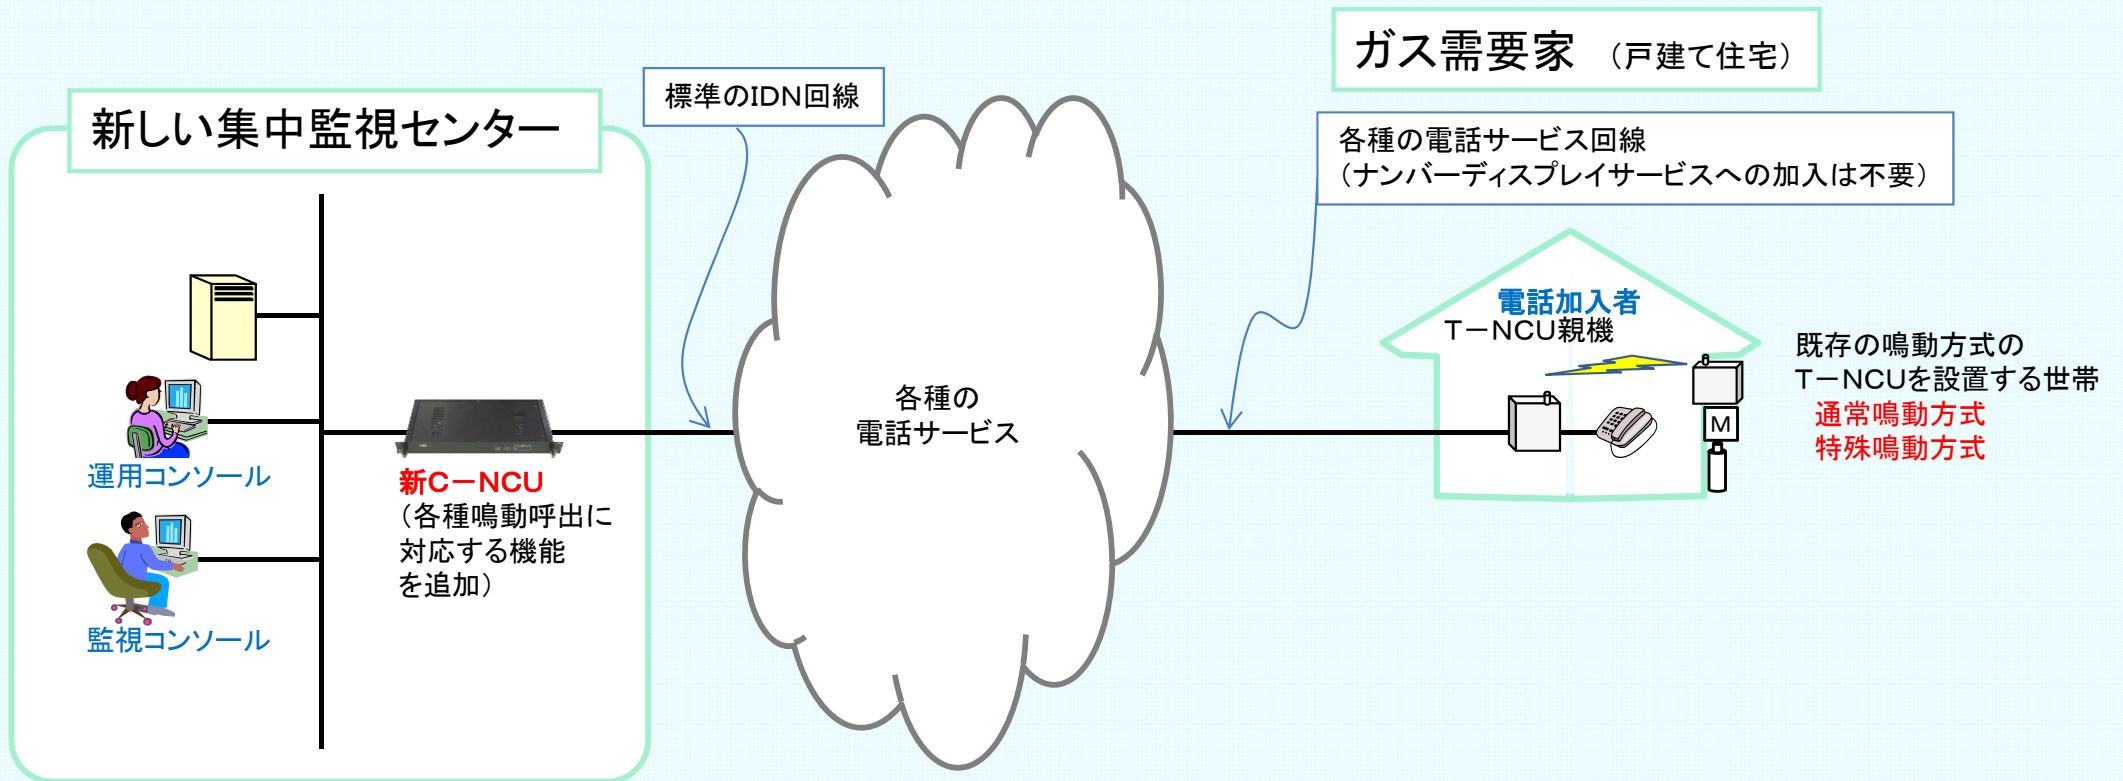 ガス需要家 （戸建て住宅）
新しい集中監視センター
標準のIDN回線
各種の電話サービス回線
（ナンバーディスプレイサービスへの加入は不要）
運用コンソール
監視コンソール
新C－NCU
（各種鳴動呼出に
対応する機能
を追加）
各種の
電話サービス
電話加入者
T－NCU親機
M
既存の鳴動方式の
T－NCUを設置する世帯
通常鳴動方式
特殊鳴動方式